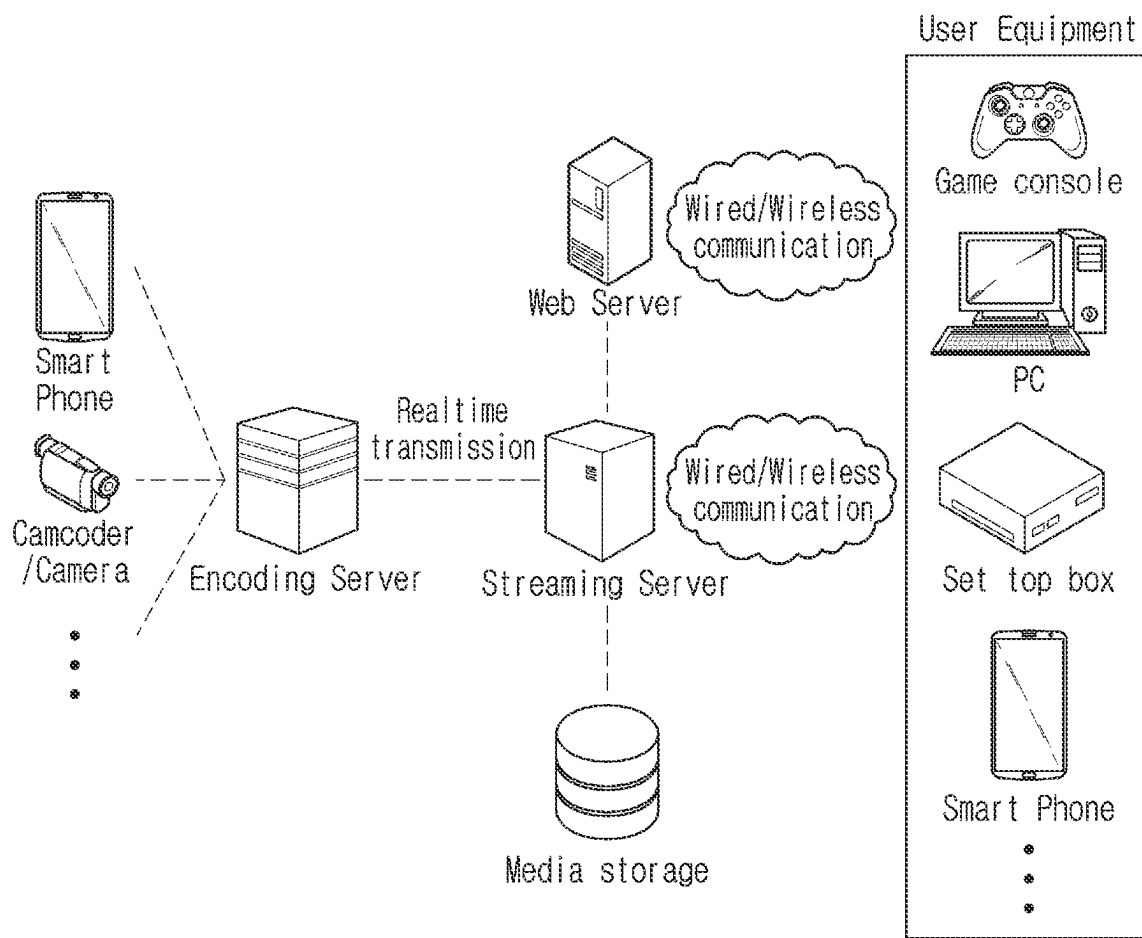 User Equipment
Game console
Wired/Wireless
communication
Web Server
Smart
Phone
PC
Realtime
transmission
Wired/Wireless
communication
Camcoder
/Camera
Encoding Server
Streaming Server
Set top box
Smart Phone
Media storage